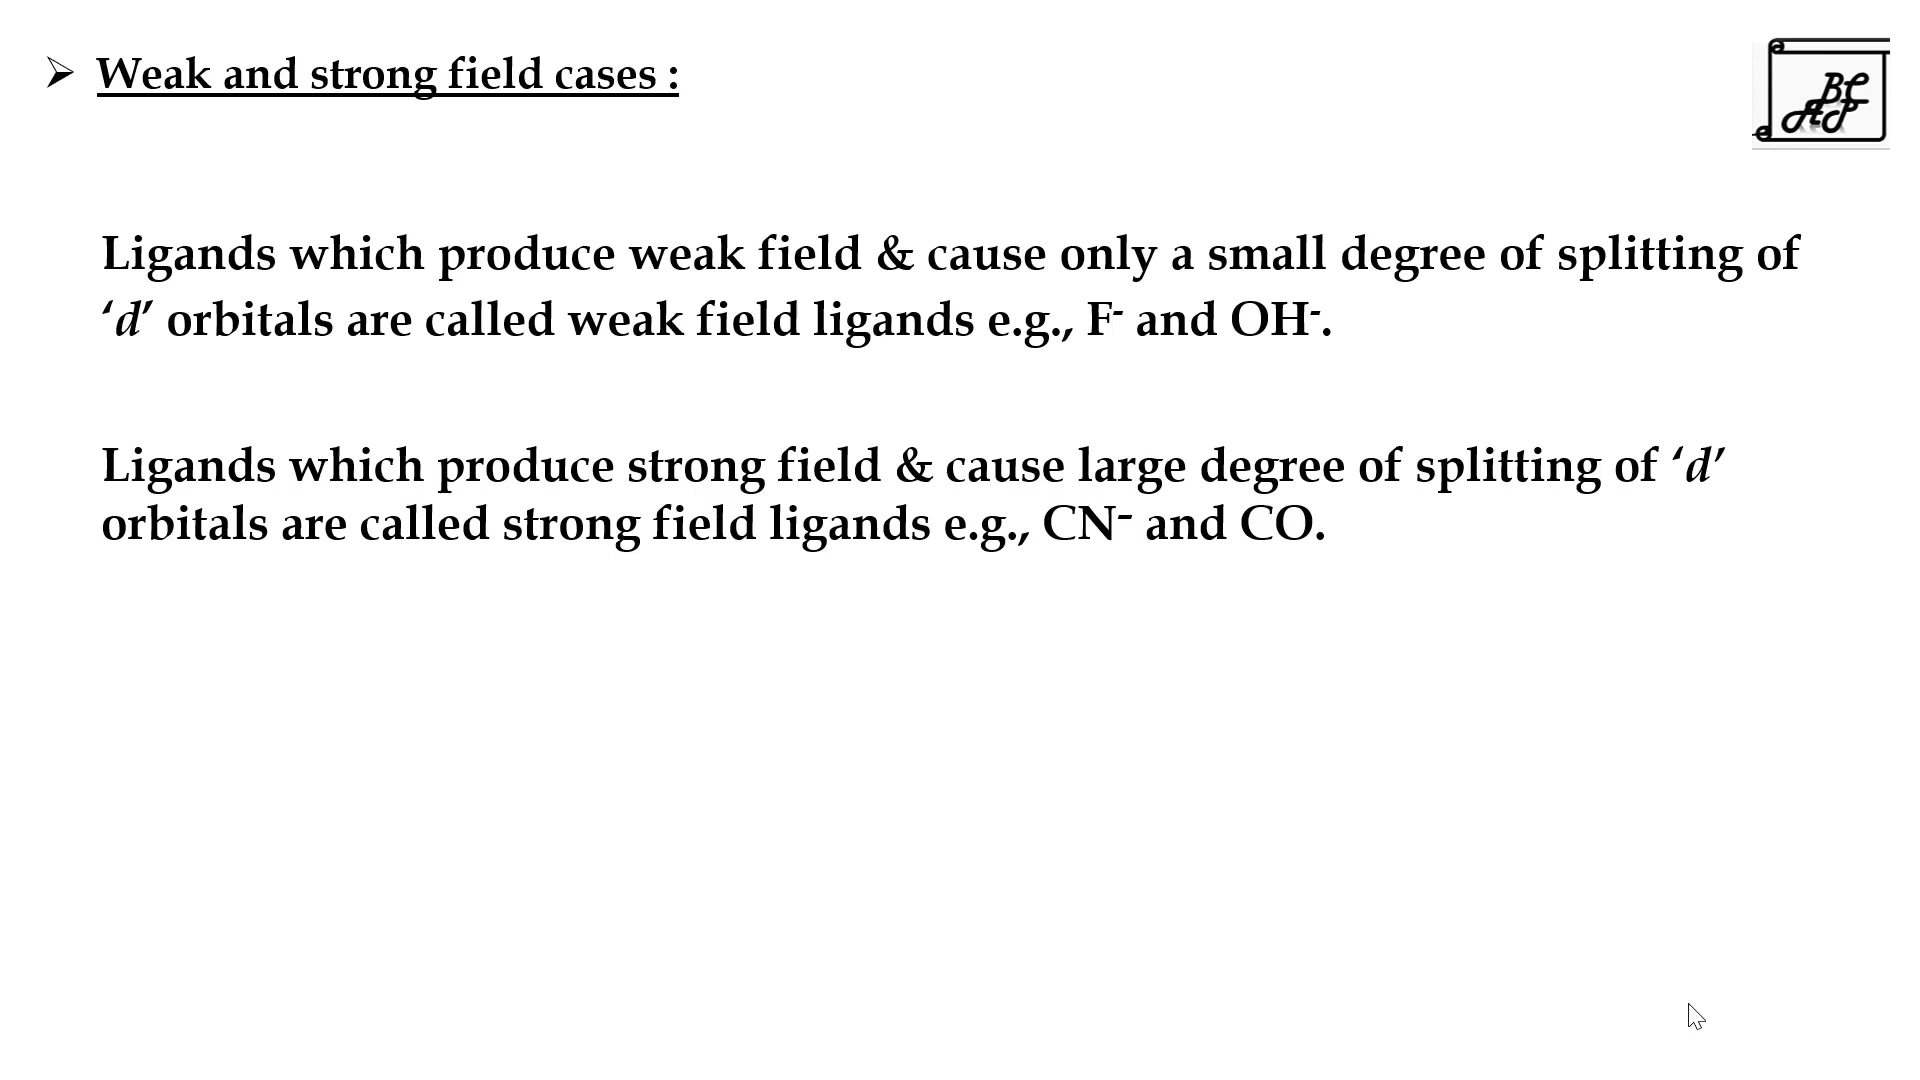 ➢ Weak and strong field cases :
BC
AP
Ligands which produce weak field & cause only a small degree of splitting of
‘d’ orbitals are called weak field ligands e.g., F⁻ and OH⁻.
Ligands which produce strong field & cause large degree of splitting of ‘d’
orbitals are called strong field ligands e.g., CN⁻ and CO.